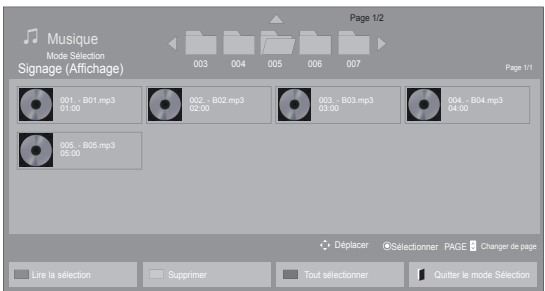 Page 1/2
Musique
Mode Sélection
Signage (Affichage)
003 004 005 006 007
Page 1/1
001. - B01.mp3
01:00
002. - B02.mp3
02:00
003. - B03.mp3
03:00
004. - B04.mp3
04:00
005. - B05.mp3
05:00
Déplacer Sélectionner PAGE Changer de page
Lire la sélection
Supprimer
Tout sélectionner
Quitter le mode Sélection